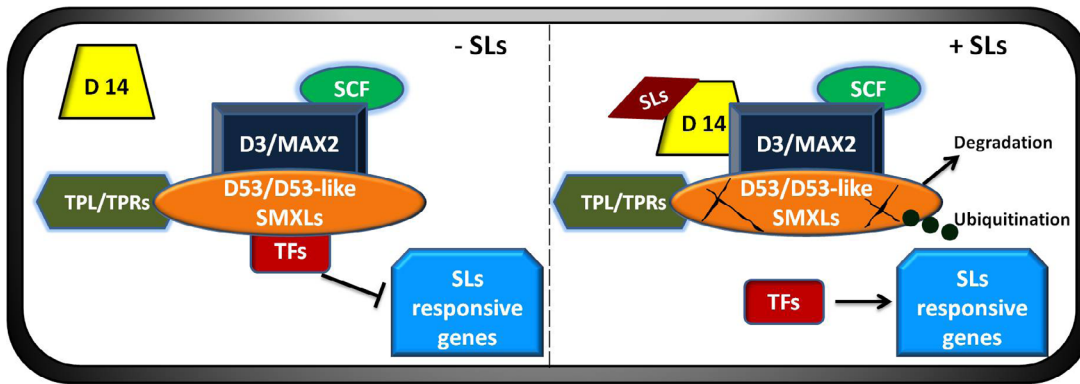 - SLs
D 14
SCF
D3/MAX2
TPL/TPRs
D53/D53-like
SMXLs
TFs
SLs
responsive
genes
+ SLs
SLs
D 14
SCF
D3/MAX2
Degradation
TPL/TPRs
D53/D53-like
SMXLs
Ubiquitination
TFs
SLs
responsive
genes